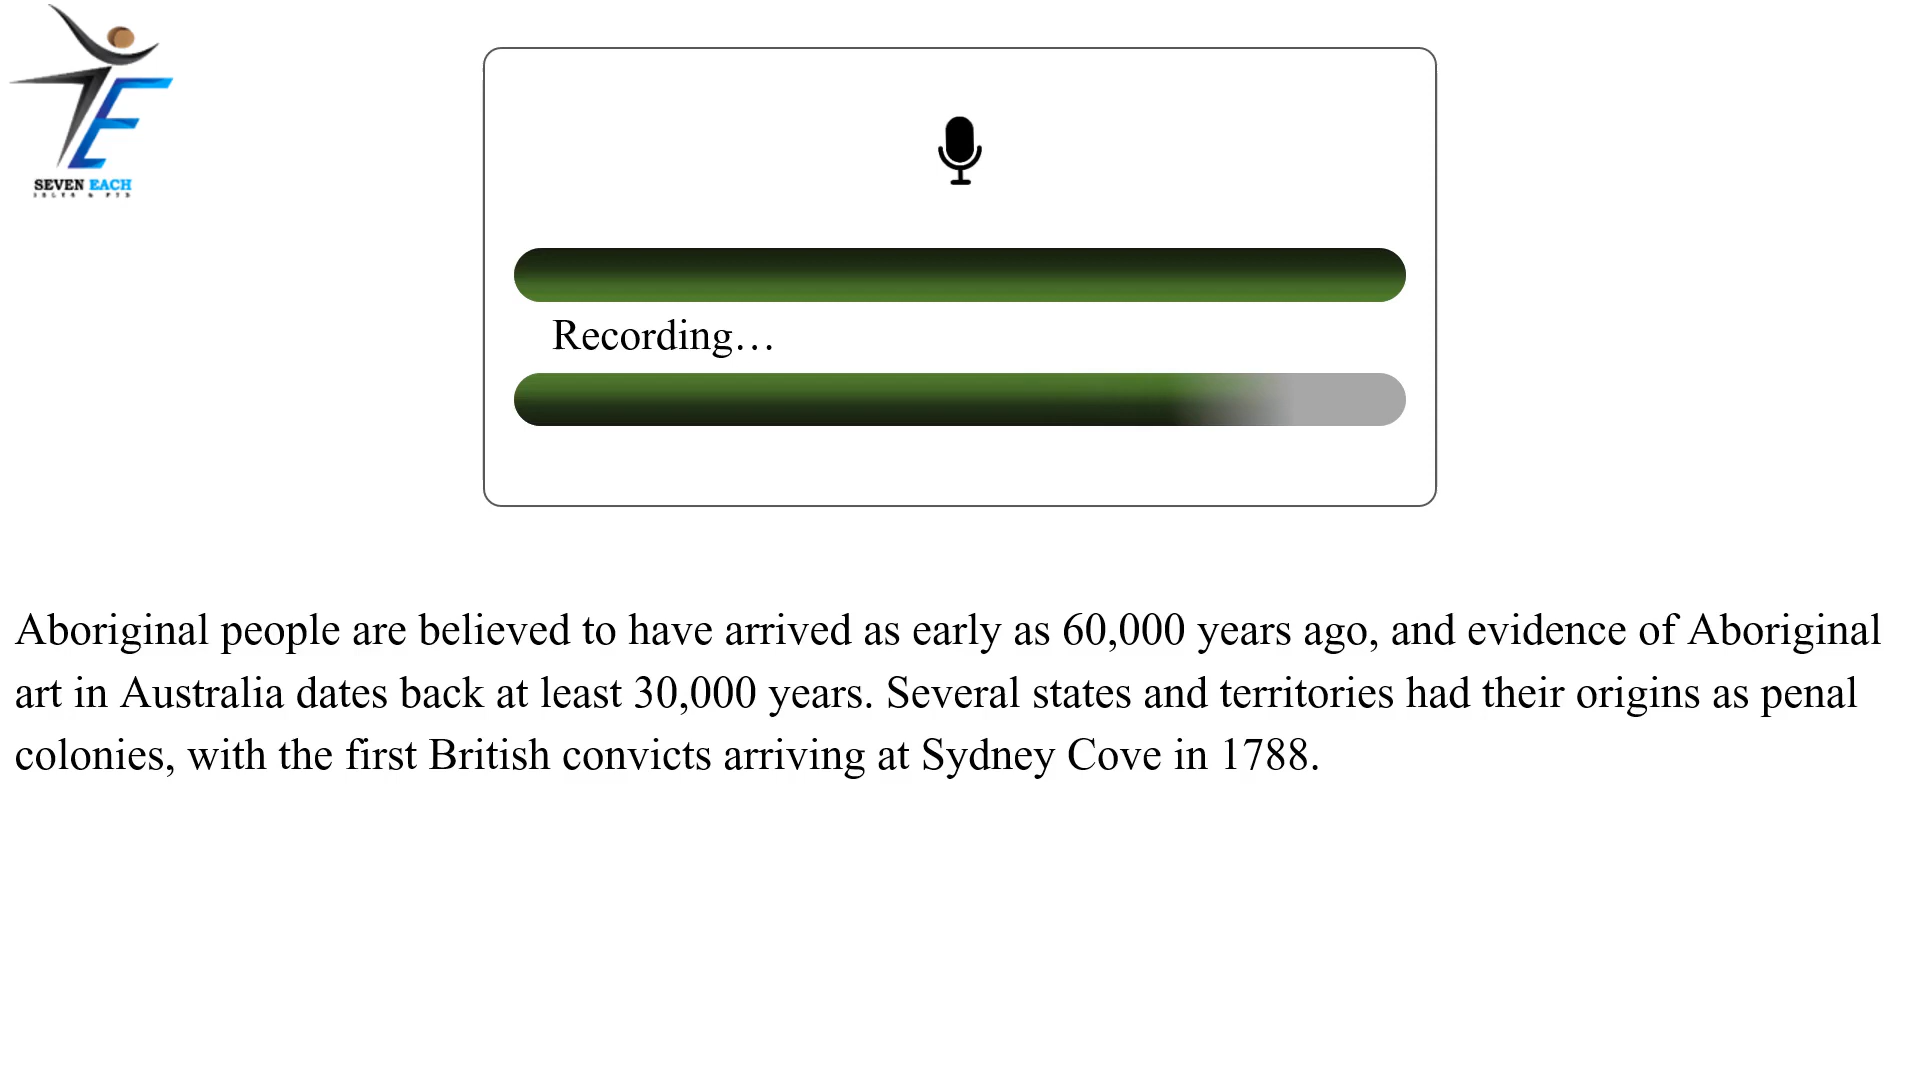 SEVEN EACH
IELTS & PTE
Recording…
Aboriginal people are believed to have arrived as early as 60,000 years ago, and evidence of Aboriginal
art in Australia dates back at least 30,000 years. Several states and territories had their origins as penal
colonies, with the first British convicts arriving at Sydney Cove in 1788.